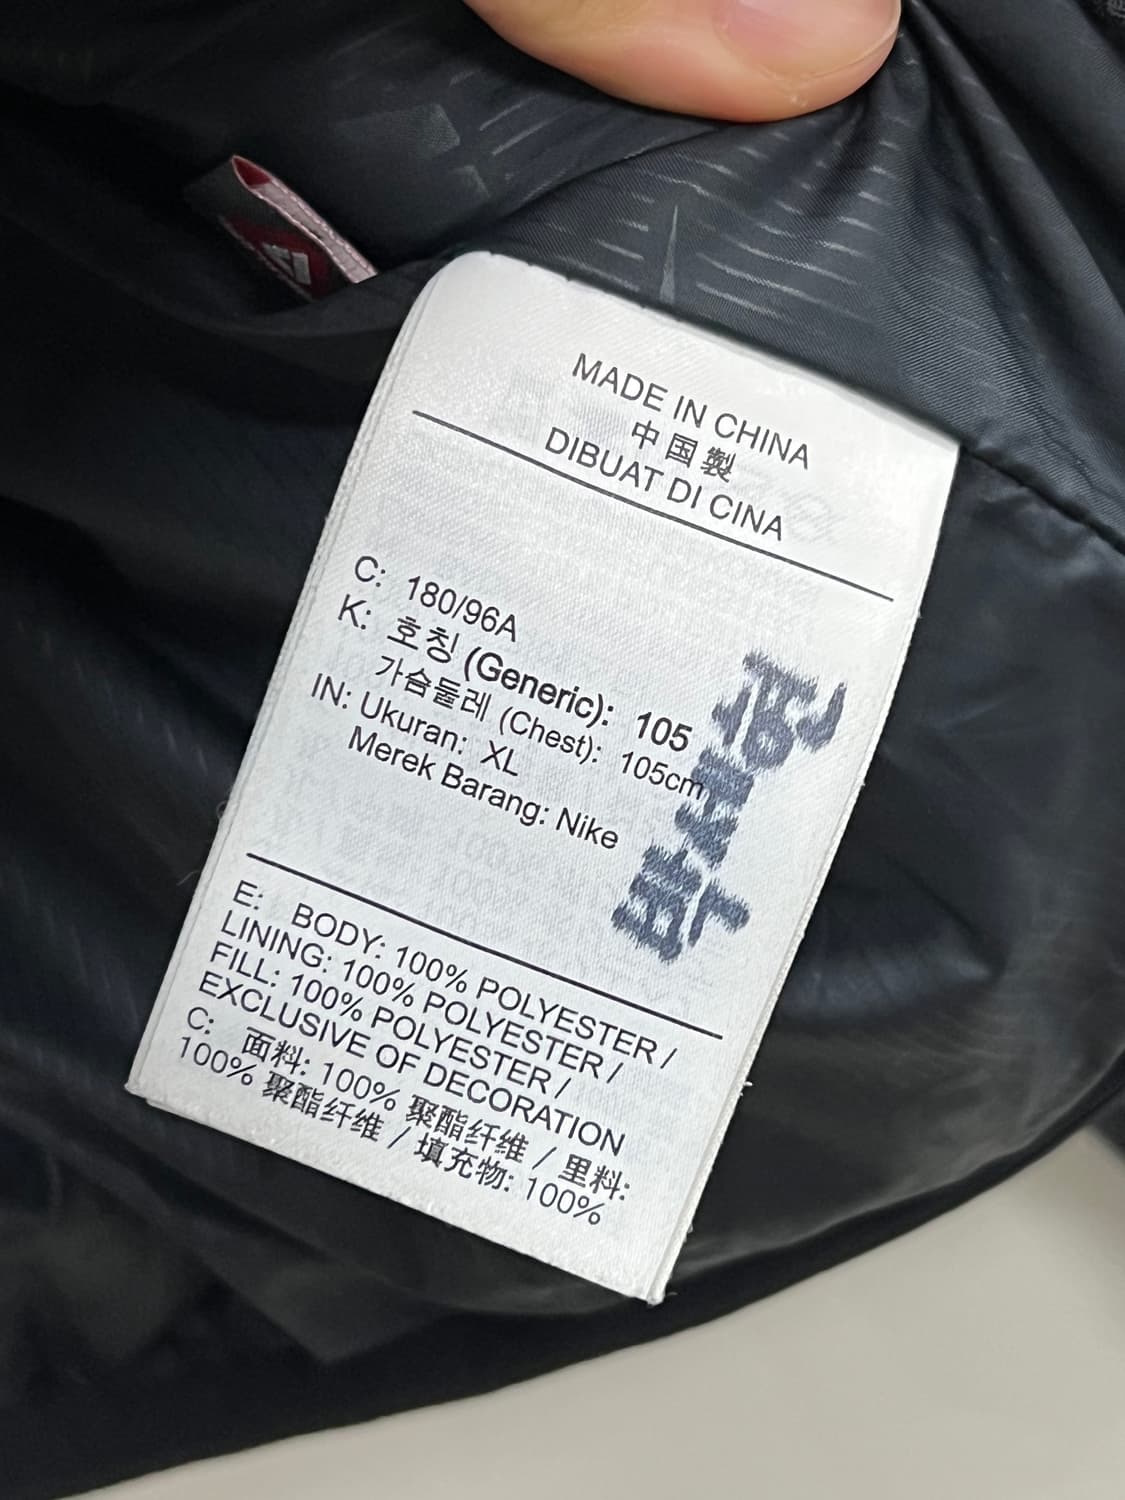 MADE IN CHINA
中国製
DIBUAT DI CINA
C: 180/96A
K: 호칭 (Generic): 105
가슴둘레 (Chest): 105cm
IN: Ukuran: XL
Merek Barang: Nike
E: BODY: 100% POLYESTER /
LINING: 100% POLYESTER /
FILL: 100% POLYESTER /
EXCLUSIVE OF DECORATION
C: 面料: 100% 聚酯纤维 / 里料:
100% 聚酯纤维 / 填充物: 100%